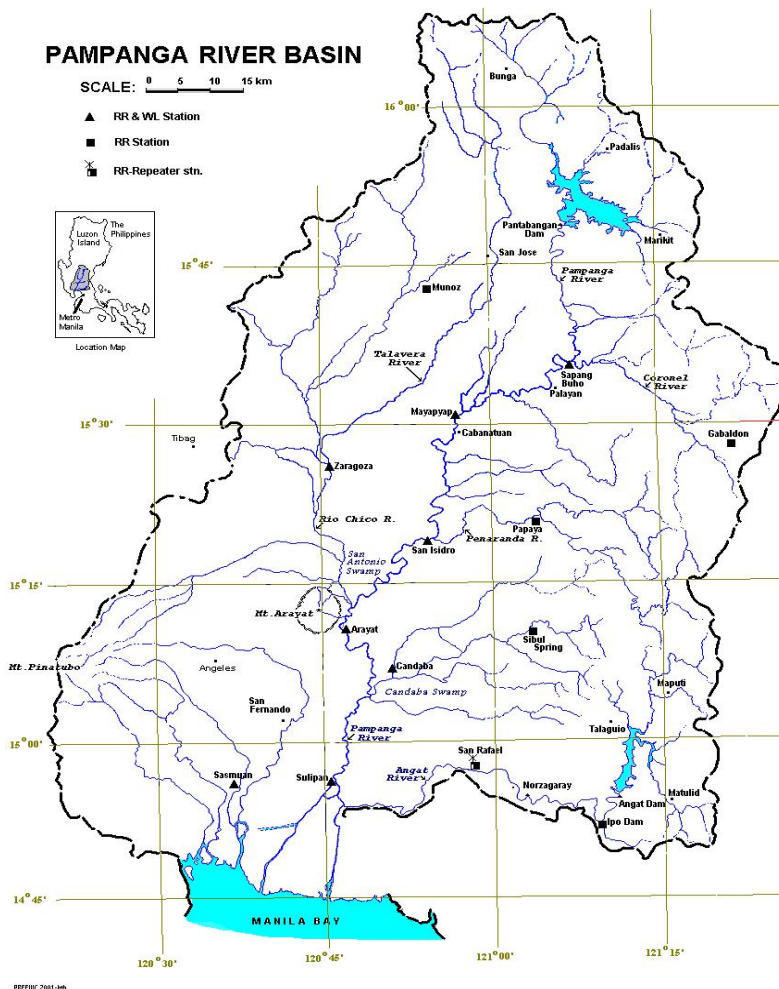 PAMPANGA RIVER BASIN
SCALE: 0 5 10 15 km
RR & WL Station
RR Station
RR-Repeater stn.
The
Philippines
Luzon
Island
Metro
Manila
Location Map
Bunga
16°00'
Padalis
Pantabangan
Dam
Marikit
San Jose
15°45'
Pampanga
River
Munoz
Talavera
River
Sapang
Buho
Coronel
River
Palayan
Mayapyap
15°30'
Cabanatuan
Gabaldon
Tibag
Zaragoza
Rio Chico R.
Papaya
Penaranda R.
San Isidro
San
Antonio
Swamp
15°15'
Mt.Arayat
Arayat
Sibul
Spring
Mt.Pinatubo
Angeles
Candaba
Candaba Swamp
Maputi
San
Fernando
Talaguio
Pampanga
River
15°00'
San Rafael
Angat
River
Sasmuan
Sulipan
Norzagaray
Angat Dam
Matulid
Ipo Dam
14°45'
MANILA BAY
120°30'
120°45'
121°00'
121°15'